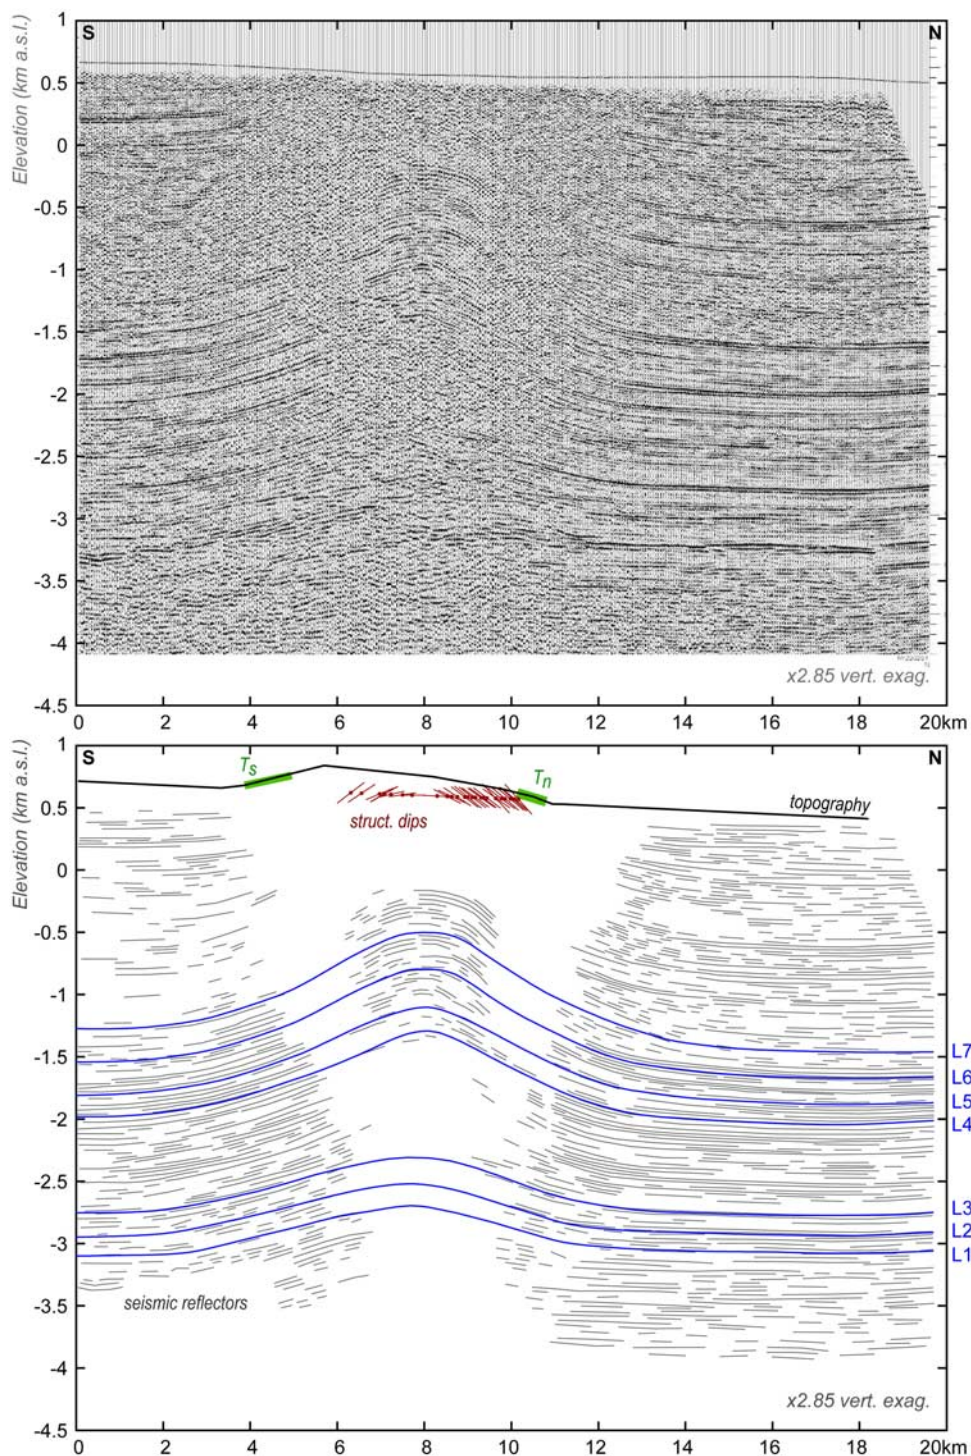 Elevation (km a.s.l.)
1
S
N
0.5
0
-0.5
-1
-1.5
-2
-2.5
-3
-3.5
-4
-4.5
x2.85 vert. exag.
0 2 4 6 8 10 12 14 16 18 20km
Elevation (km a.s.l.)
1
S
N
Ts
Tn
0.5
struct. dips
topography
0
-0.5
-1
-1.5
L7
L6
L5
-2
L4
-2.5
L3
L2
-3
L1
-3.5
seismic reflectors
-4
x2.85 vert. exag.
-4.5
0 2 4 6 8 10 12 14 16 18 20km